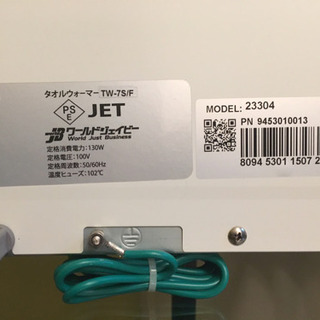 タオルウォーマー TW-7S/F
PS
E
JET
JB ワールドジェイビー
World Just Business
定格消費電力：130W
定格電圧：100V
定格周波数：50/60Hz
温度ヒューズ：102℃
MODEL: 23304
PN 9453010013
8094 5301 1507 2